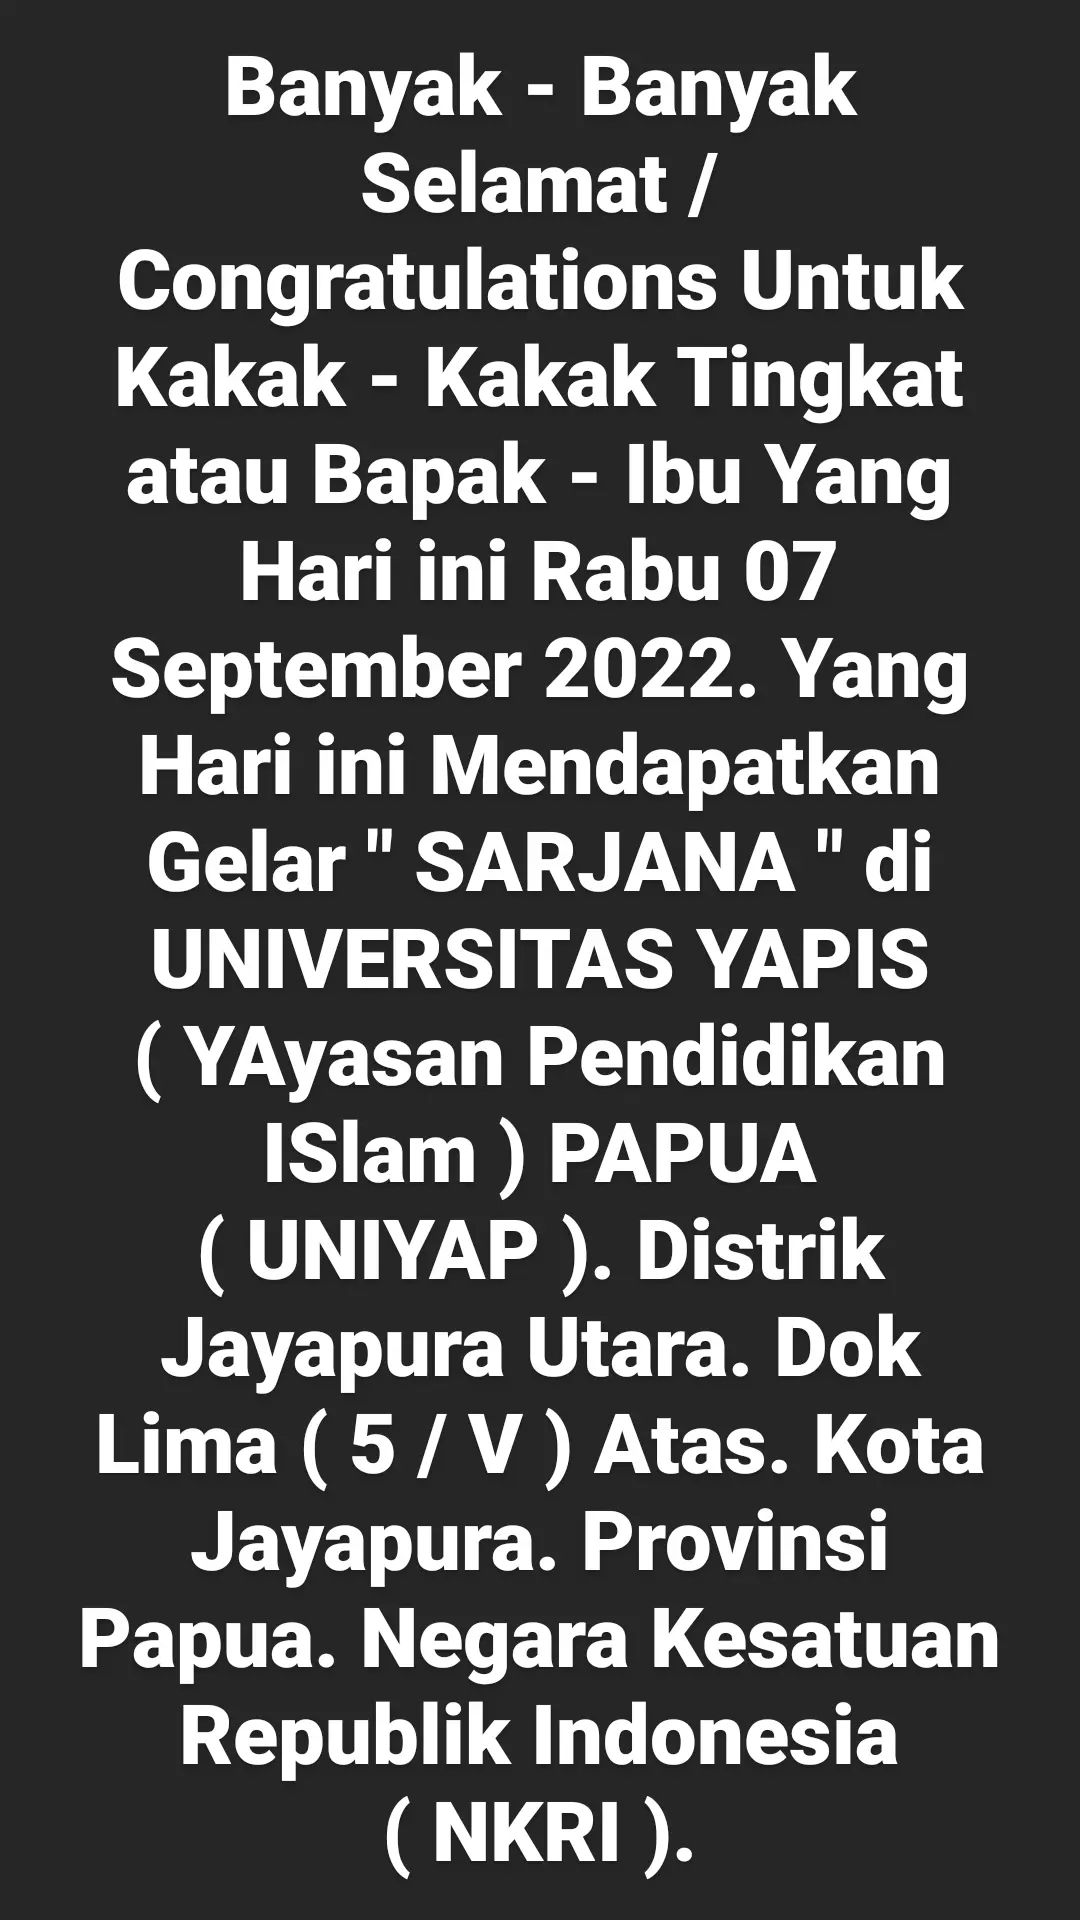 Banyak - Banyak
Selamat /
Congratulations Untuk
Kakak - Kakak Tingkat
atau Bapak - Ibu Yang
Hari ini Rabu 07
September 2022. Yang
Hari ini Mendapatkan
Gelar " SARJANA " di
UNIVERSITAS YAPIS
( YAyasan Pendidikan
ISlam ) PAPUA
( UNIYAP ). Distrik
Jayapura Utara. Dok
Lima ( 5 / V ) Atas. Kota
Jayapura. Provinsi
Papua. Negara Kesatuan
Republik Indonesia
( NKRI ).